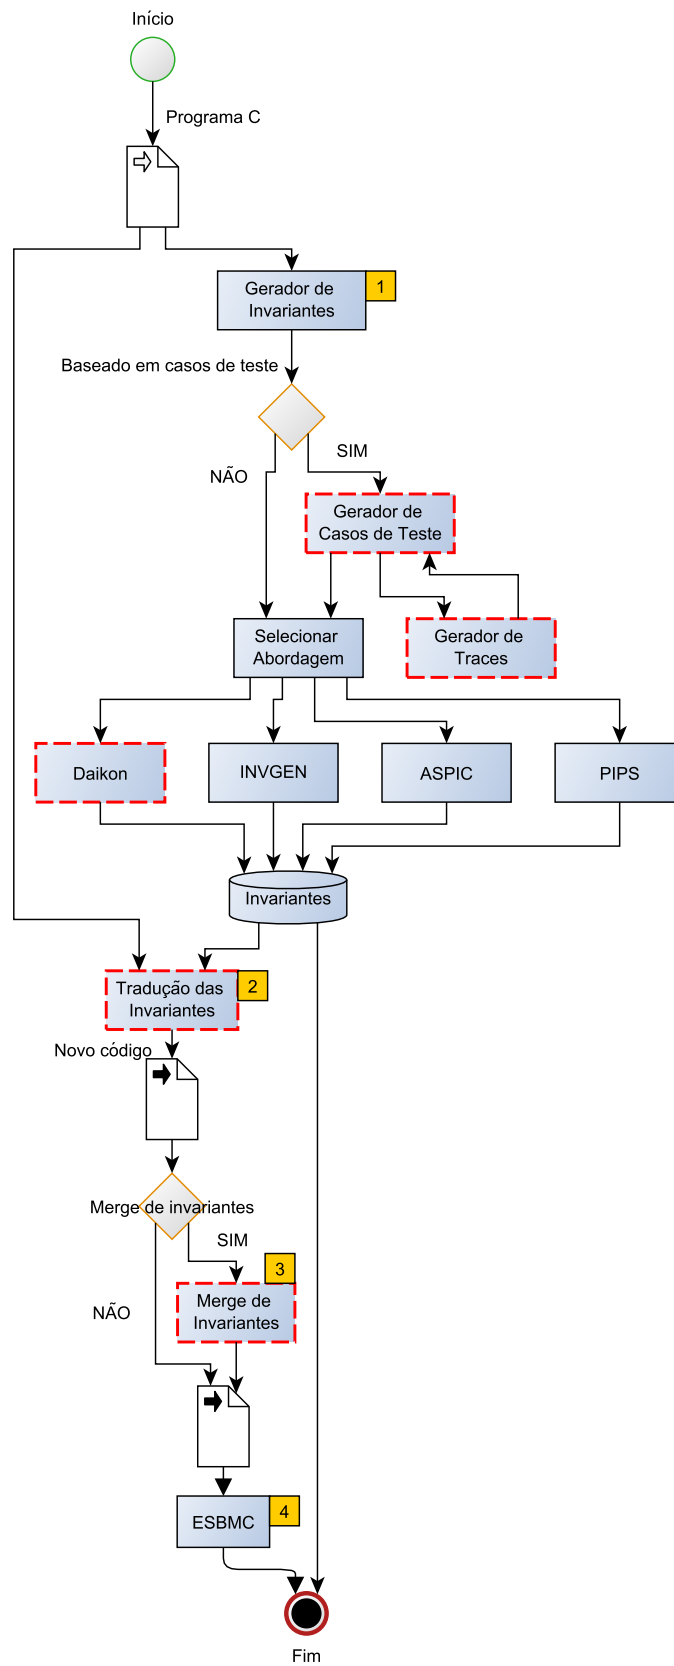 Início
Programa C
Gerador de
Invariantes
1
Baseado em casos de teste
SIM
NÃO
Gerador de
Casos de Teste
Selecionar
Abordagem
Gerador de
Traces
Daikon
INVGEN
ASPIC
PIPS
Invariantes
Tradução das
Invariantes
2
Novo código
Merge de invariantes
SIM
3
NÃO
Merge de
Invariantes
ESBMC
4
Fim